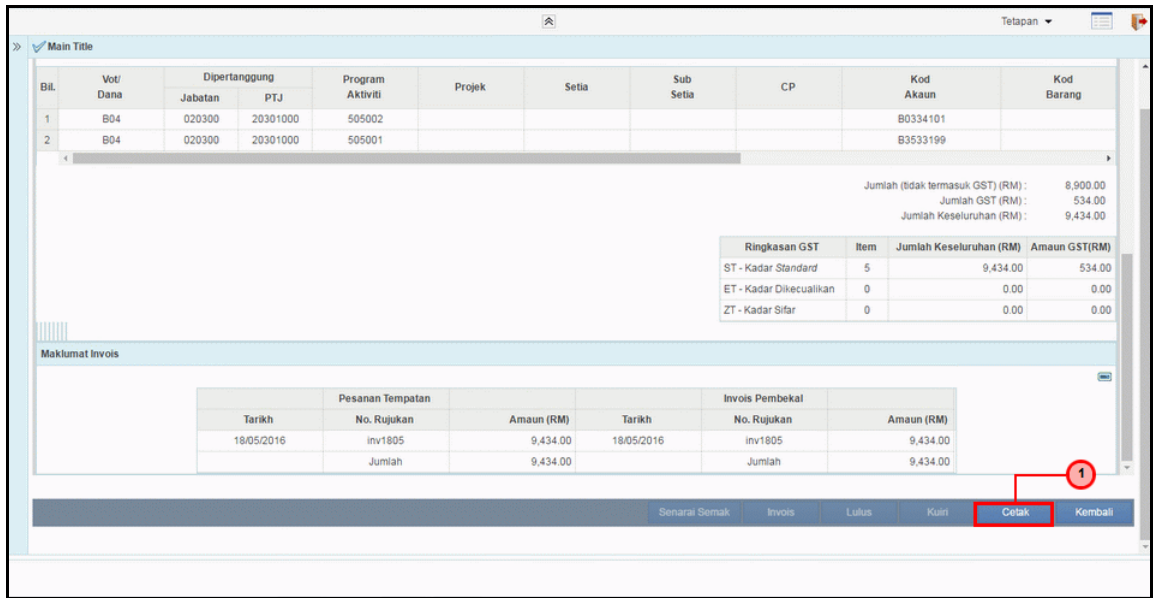 Tetapan
Main Title
Bil. Vot/ Dana Dipertanggung Jabatan PTJ Program Aktiviti Projek Setia Sub Setia CP Kod Akaun Kod Barang
1 B04 020300 20301000 505002 B0334101
2 B04 020300 20301000 505001 B3533199
Jumlah (tidak termasuk GST) (RM) : 8,900.00
Jumlah GST (RM) : 534.00
Jumlah Keseluruhan (RM) : 9,434.00
Ringkasan GST Item Jumlah Keseluruhan (RM) Amaun GST(RM)
ST - Kadar Standard 5 9,434.00 534.00
ET - Kadar Dikecualikan 0 0.00 0.00
ZT - Kadar Sifar 0 0.00 0.00
Maklumat Invois
Pesanan Tempatan Invois Pembekal
Tarikh No. Rujukan Amaun (RM) Tarikh No. Rujukan Amaun (RM)
18/05/2016 inv1805 9,434.00 18/05/2016 inv1805 9,434.00
Jumlah 9,434.00 Jumlah 9,434.00
1
Senarai Semak Invois Lulus Kuiri Cetak Kembali